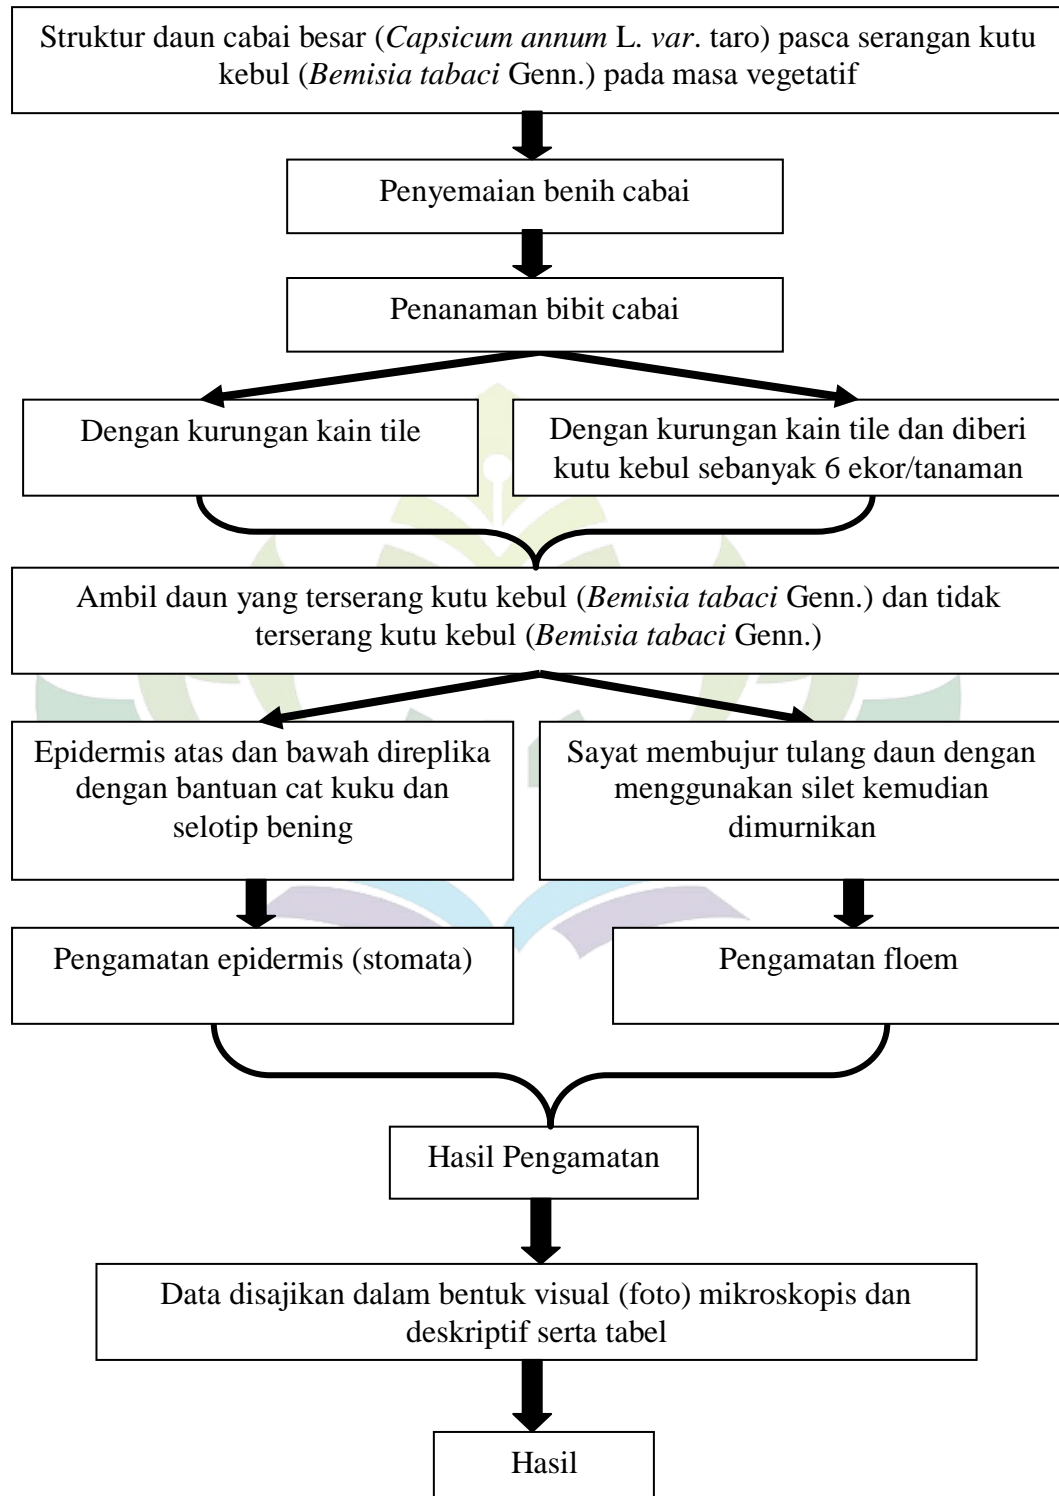 Struktur daun cabai besar (Capsicum annum L. var. taro) pasca serangan kutu
kebul (Bemisia tabaci Genn.) pada masa vegetatif
Penyemaian benih cabai
Penanaman bibit cabai
Dengan kurungan kain tile
Dengan kurungan kain tile dan diberi
kutu kebul sebanyak 6 ekor/tanaman
Ambil daun yang terserang kutu kebul (Bemisia tabaci Genn.) dan tidak
terserang kutu kebul (Bemisia tabaci Genn.)
Epidermis atas dan bawah direplika
dengan bantuan cat kuku dan
selotip bening
Sayat membujur tulang daun dengan
menggunakan silet kemudian
dimurnikan
Pengamatan epidermis (stomata)
Pengamatan floem
Hasil Pengamatan
Data disajikan dalam bentuk visual (foto) mikroskopis dan
deskriptif serta tabel
Hasil